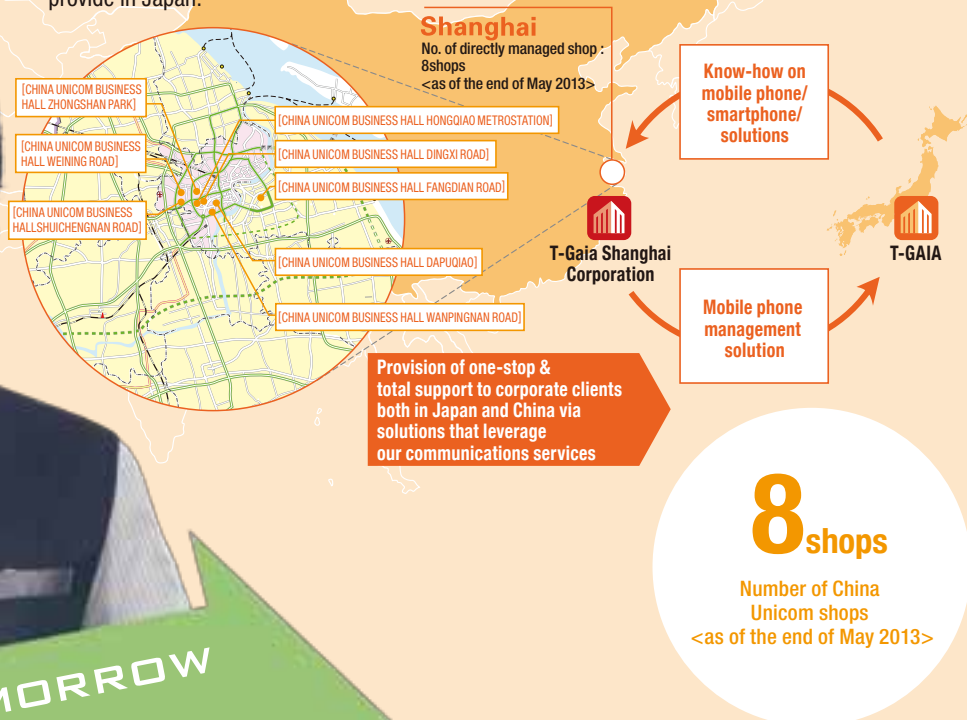 provide in Japan.
Shanghai
No. of directly managed shop :
8shops
<as of the end of May 2013>
[CHINA UNICOM BUSINESS
HALL ZHONGSHAN PARK]
[CHINA UNICOM BUSINESS
HALL WEINING ROAD]
[CHINA UNICOM BUSINESS
HALLSHUICHENGNAN ROAD]
[CHINA UNICOM BUSINESS HALL HONGQIAO METROSTATION]
[CHINA UNICOM BUSINESS HALL DINGXI ROAD]
[CHINA UNICOM BUSINESS HALL FANGDIAN ROAD]
[CHINA UNICOM BUSINESS HALL DAPUQIAO]
[CHINA UNICOM BUSINESS HALL WANPINGNAN ROAD]
Know-how on
mobile phone/
smartphone/
solutions
T-Gaia Shanghai
Corporation
T-GAIA
Mobile phone
management
solution
Provision of one-stop &
total support to corporate clients
both in Japan and China via
solutions that leverage
our communications services
8shops
Number of China
Unicom shops
<as of the end of May 2013>
MORROW